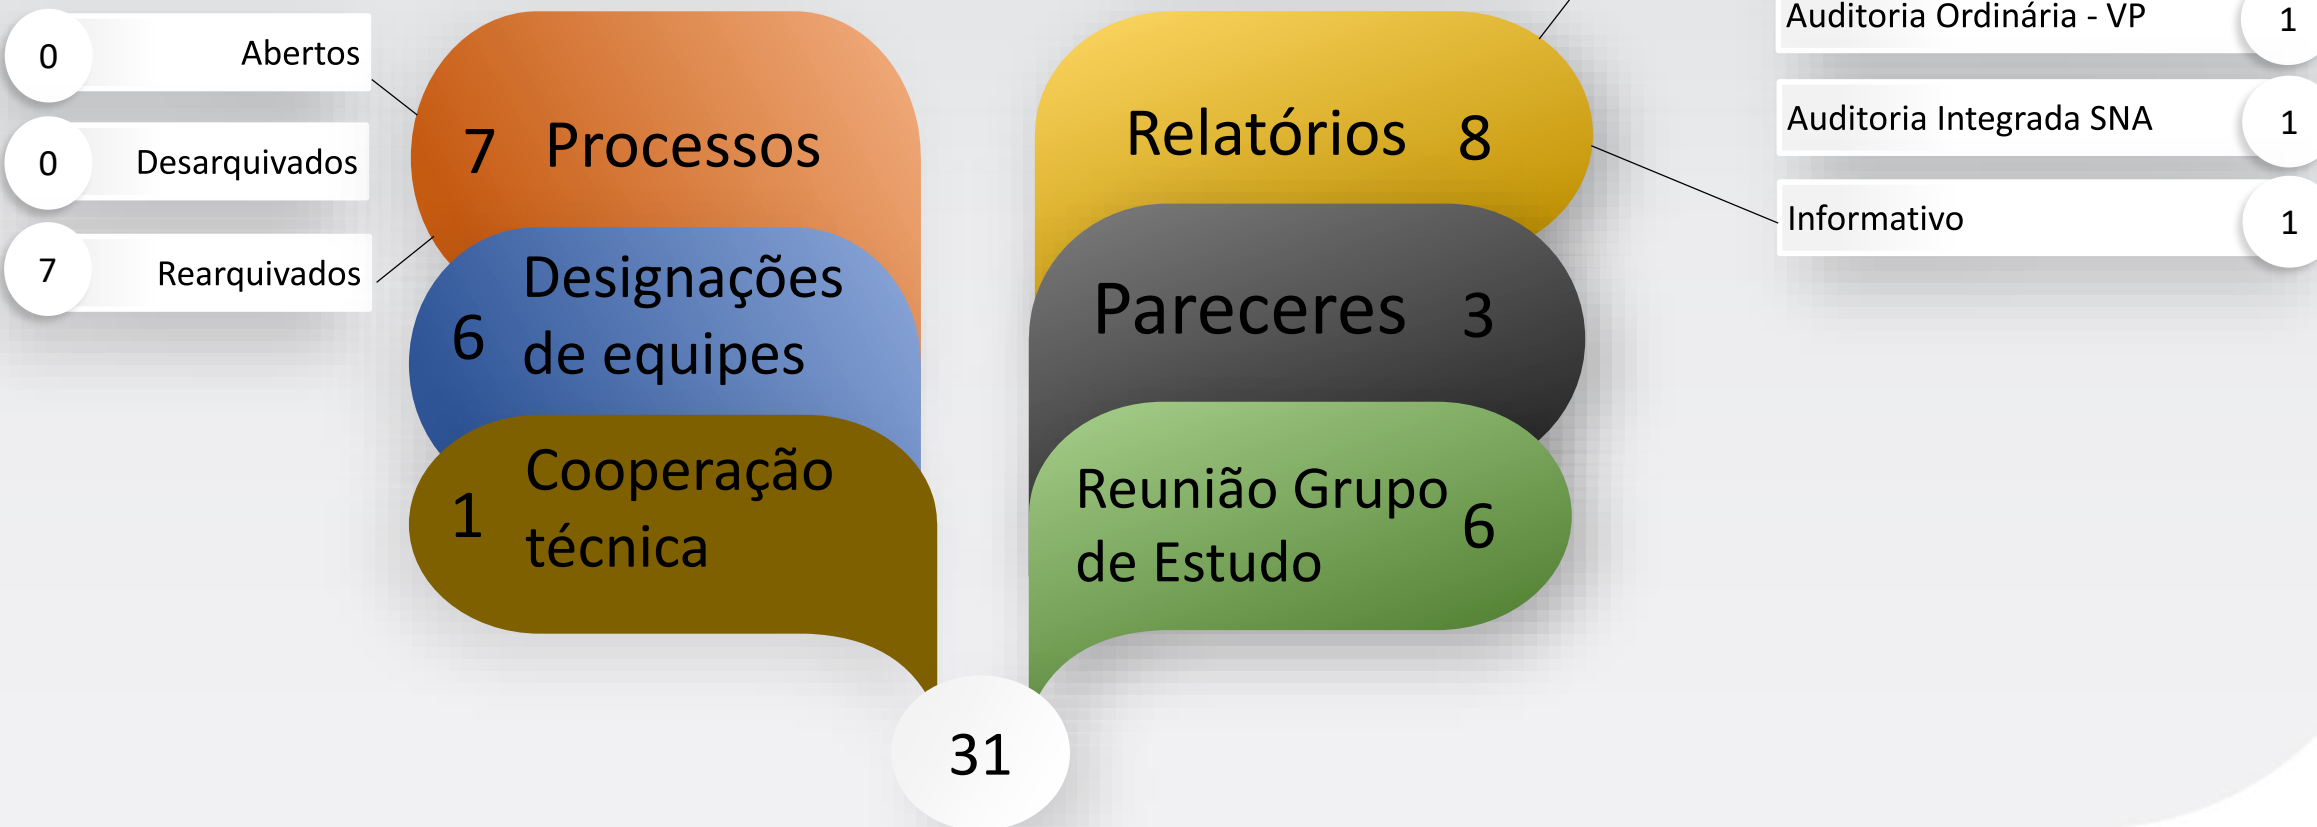 0 Abertos
0 Desarquivados
7 Rearquivados
7 Processos
6 Designações
de equipes
1 Cooperação
técnica
Relatórios 8
Pareceres 3
Reunião Grupo
de Estudo 6
Auditoria Ordinária - VP 1
Auditoria Integrada SNA 1
Informativo 1
31